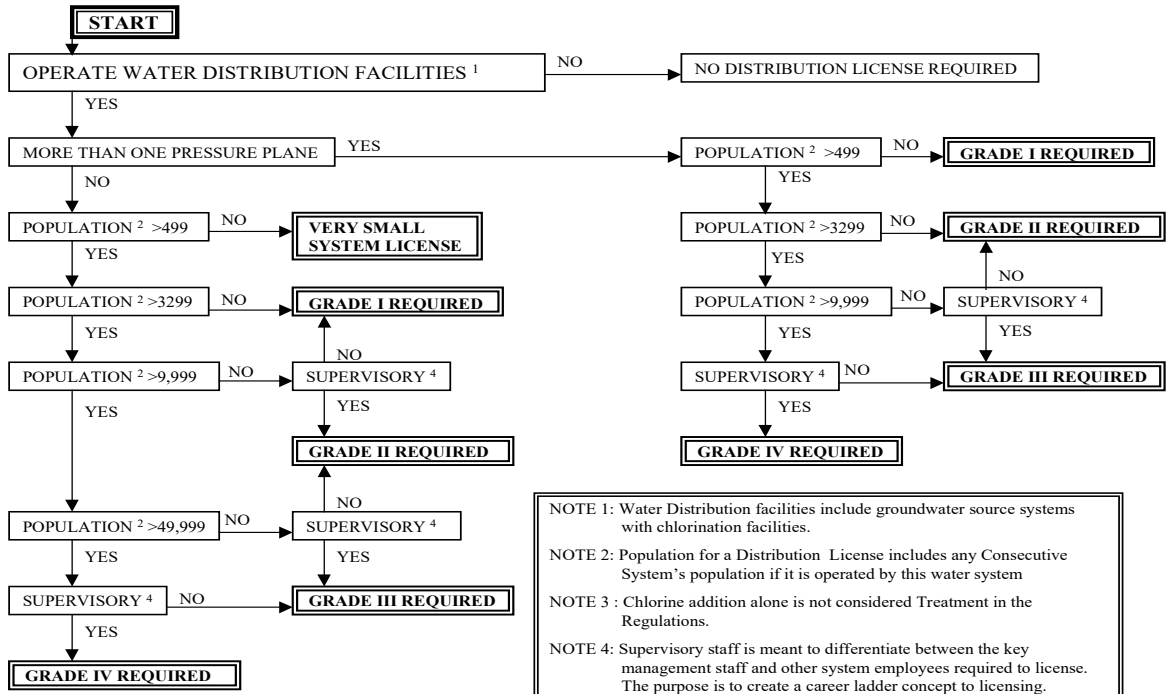 START
OPERATE WATER DISTRIBUTION FACILITIES ¹
NO
NO DISTRIBUTION LICENSE REQUIRED
YES
MORE THAN ONE PRESSURE PLANE
YES
POPULATION ² >499
NO
GRADE I REQUIRED
NO
YES
POPULATION ² >499
NO
VERY SMALL
SYSTEM LICENSE
POPULATION ² >3299
NO
GRADE II REQUIRED
YES
YES
NO
POPULATION ² >3299
NO
GRADE I REQUIRED
POPULATION ² >9,999
NO
SUPERVISORY ⁴
YES
NO
YES
YES
POPULATION ² >9,999
NO
SUPERVISORY ⁴
SUPERVISORY ⁴
NO
GRADE III REQUIRED
YES
YES
YES
GRADE II REQUIRED
GRADE IV REQUIRED
NO
POPULATION ² >49,999
NO
SUPERVISORY ⁴
YES
YES
SUPERVISORY ⁴
NO
GRADE III REQUIRED
YES
GRADE IV REQUIRED
NOTE 1: Water Distribution facilities include groundwater source systems
with chlorination facilities.
NOTE 2: Population for a Distribution License includes any Consecutive
System's population if it is operated by this water system
NOTE 3 : Chlorine addition alone is not considered Treatment in the
Regulations.
NOTE 4: Supervisory staff is meant to differentiate between the key
management staff and other system employees required to license.
The purpose is to create a career ladder concept to licensing.